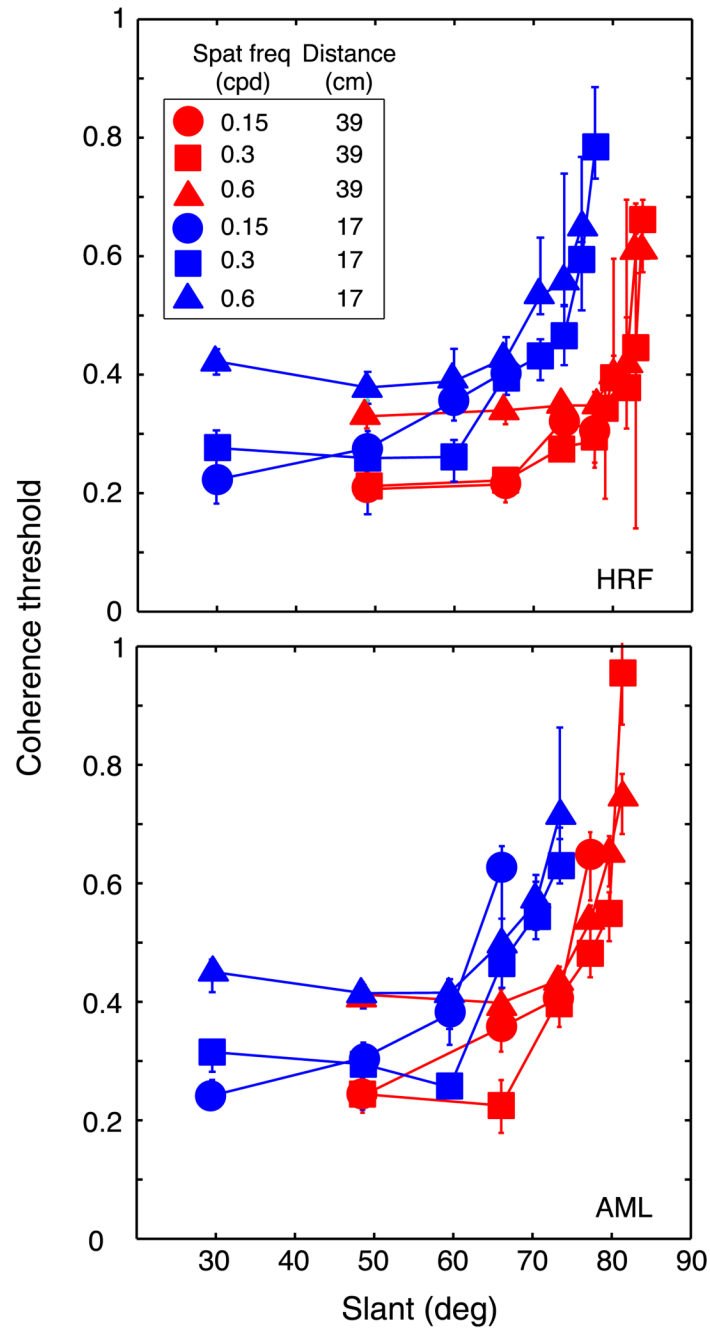 1
Spat freq Distance
(cpd) (cm)
0.15 39
0.3 39
0.6 39
0.15 17
0.3 17
0.6 17
0.8
0.6
0.4
0.2
0
HRF
Coherence threshold
1
0.8
0.6
0.4
0.2
0
AML
30 40 50 60 70 80 90
Slant (deg)